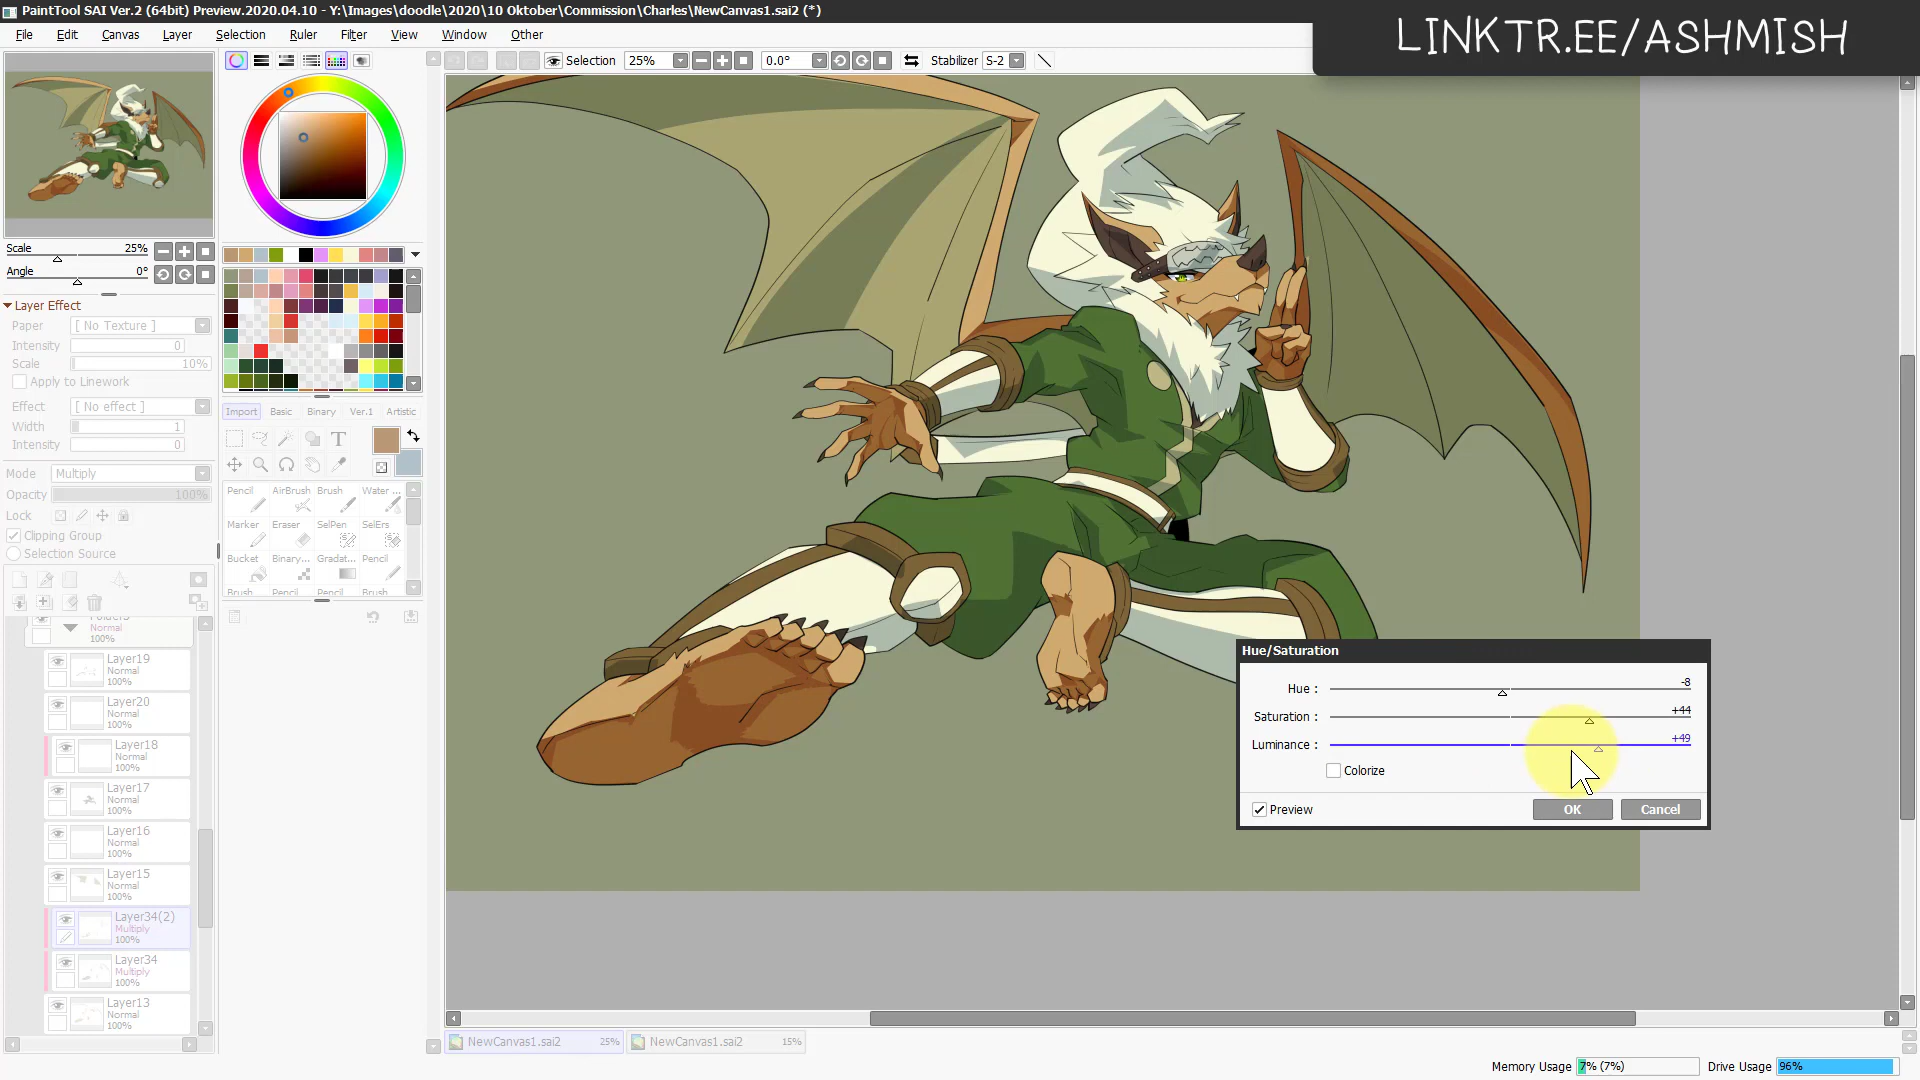 PaintTool SAI Ver.2 (64bit) Preview.2020.04.10 - Y:\Images\doodle\2020\10 Oktober\Commission\Charles\NewCanvas1.sai2 (*)
LINKTR.EE/ASHMISH
File Edit Canvas Layer Selection Ruler Filter View Window Other
Selection 25% 0.0° Stabilizer S-2
Scale 25%
Angle 0°
Layer Effect
Paper [ No Texture ]
Intensity 0
Scale 10%
Apply to Linework
Effect [ No effect ]
Width 1
Intensity 0
Mode Multiply
Opacity 100%
Lock
Clipping Group
Selection Source
Normal
100%
Layer19
Normal
100%
Layer20
Normal
100%
Layer18
Normal
100%
Layer17
Normal
100%
Layer16
Normal
100%
Layer15
Normal
100%
Layer34(2)
Multiply
100%
Layer34
Multiply
100%
Layer13
Normal
100%
Import Basic Binary Ver.1 Artistic
T
Pencil AirBrush Brush Water ...
Marker Eraser SelPen SelErs
Bucket Binary... Gradat... Pencil
Brush Pencil Pencil Brush
Hue/Saturation
Hue : -8
Saturation : +44
Luminance : +49
Colorize
Preview OK Cancel
NewCanvas1.sai2 25% NewCanvas1.sai2 15%
Memory Usage 7% (7%) Drive Usage 96%